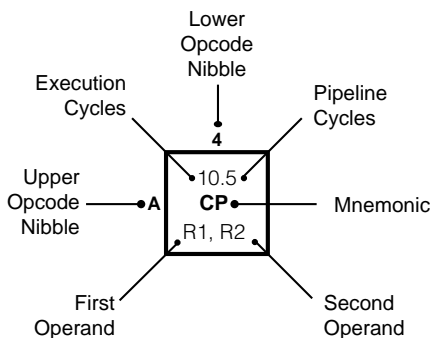 Lower
Opcode
Nibble
Execution
Cycles
Pipeline
Cycles
4
10.5
Upper
Opcode
Nibble
A
CP
Mnemonic
R1, R2
First
Operand
Second
Operand